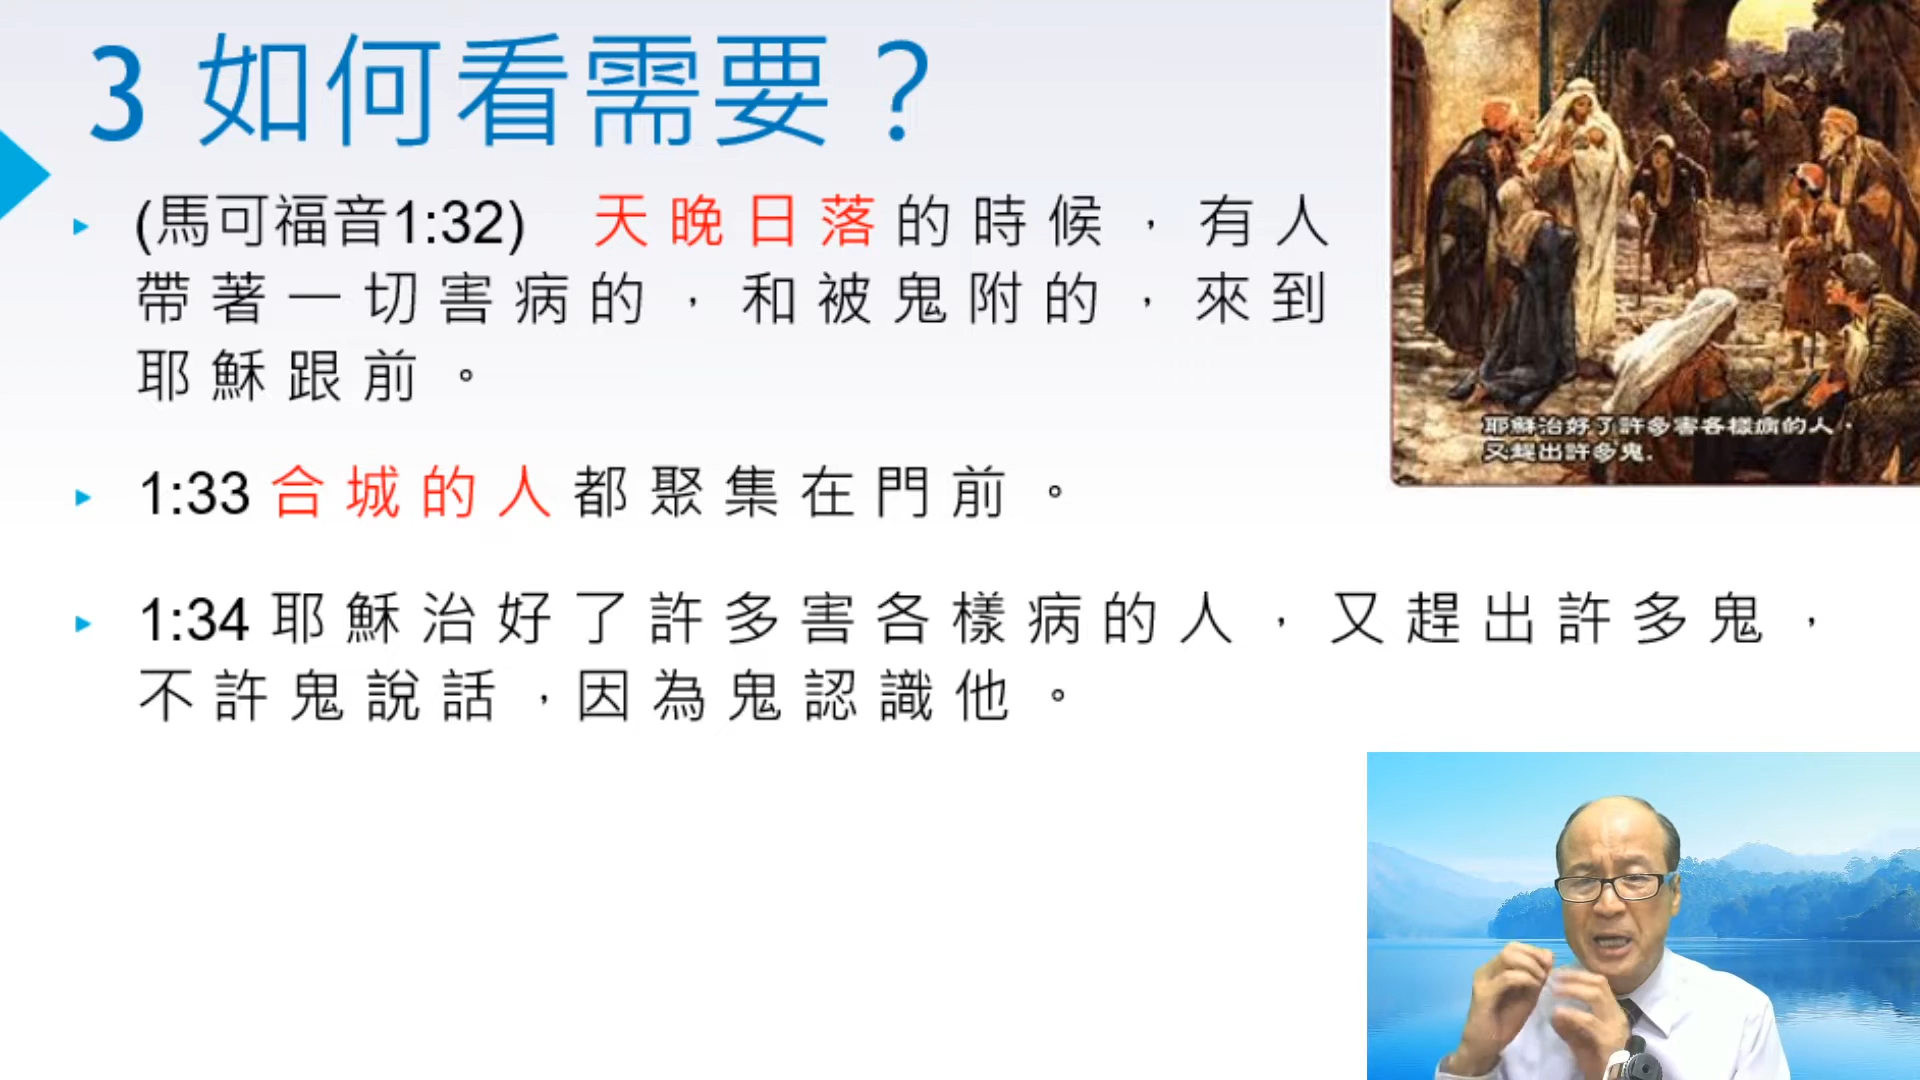 3 如何看需要？
(馬可福音1:32) 天晚日落的時候，有人
帶著一切害病的，和被鬼附的，來到
耶穌跟前。
1:33 合城的人都聚集在門前。
1:34 耶穌治好了許多害各樣病的人，又趕出許多鬼，
不許鬼說話，因為鬼認識他。
耶穌治好了許多害各樣病的人，
又趕出許多鬼.